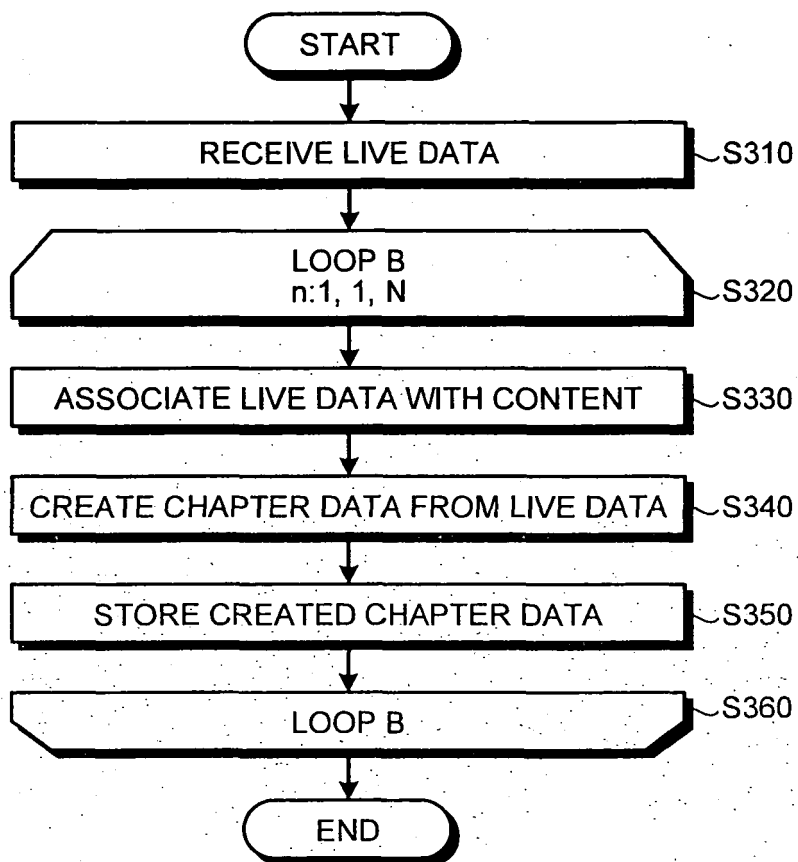 START
RECEIVE LIVE DATA
S310
LOOP B
n:1, 1, N
S320
ASSOCIATE LIVE DATA WITH CONTENT
S330
CREATE CHAPTER DATA FROM LIVE DATA
S340
STORE CREATED CHAPTER DATA
S350
LOOP B
S360
END